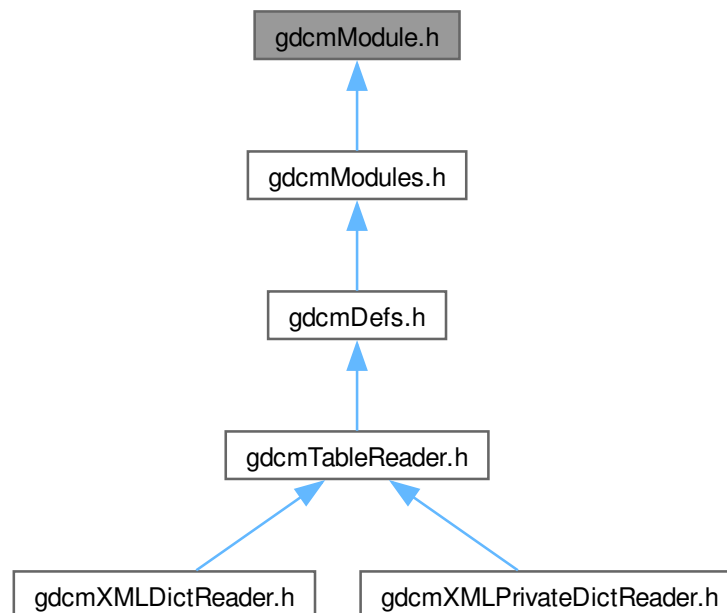 gdcmModule.h
gdcmModules.h
gdcmDefs.h
gdcmTableReader.h
gdcmXMLDictReader.h
gdcmXMLPrivateDictReader.h